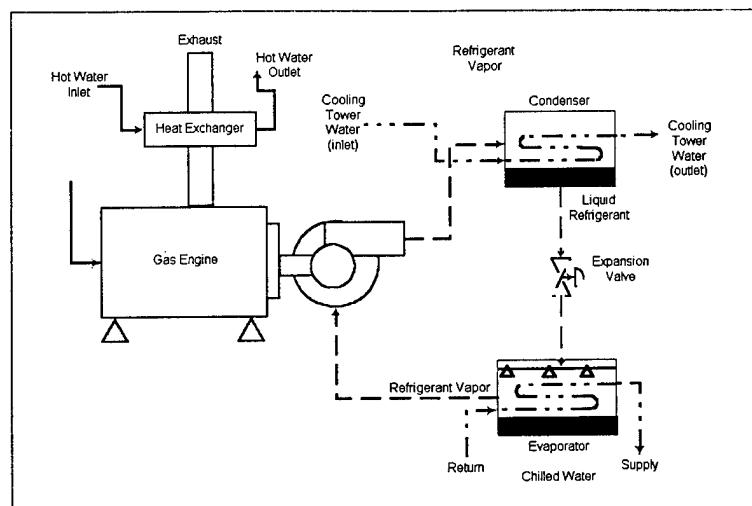 Exhaust
Hot Water
Inlet
Hot Water
Outlet
Heat Exchanger
Gas Engine
Refrigerant
Vapor
Condenser
Cooling
Tower
Water
(inlet)
Cooling
Tower
Water
(outlet)
Liquid
Refrigerant
Expansion
Valve
Refrigerant Vapor
Evaporator
Return
Supply
Chilled Water